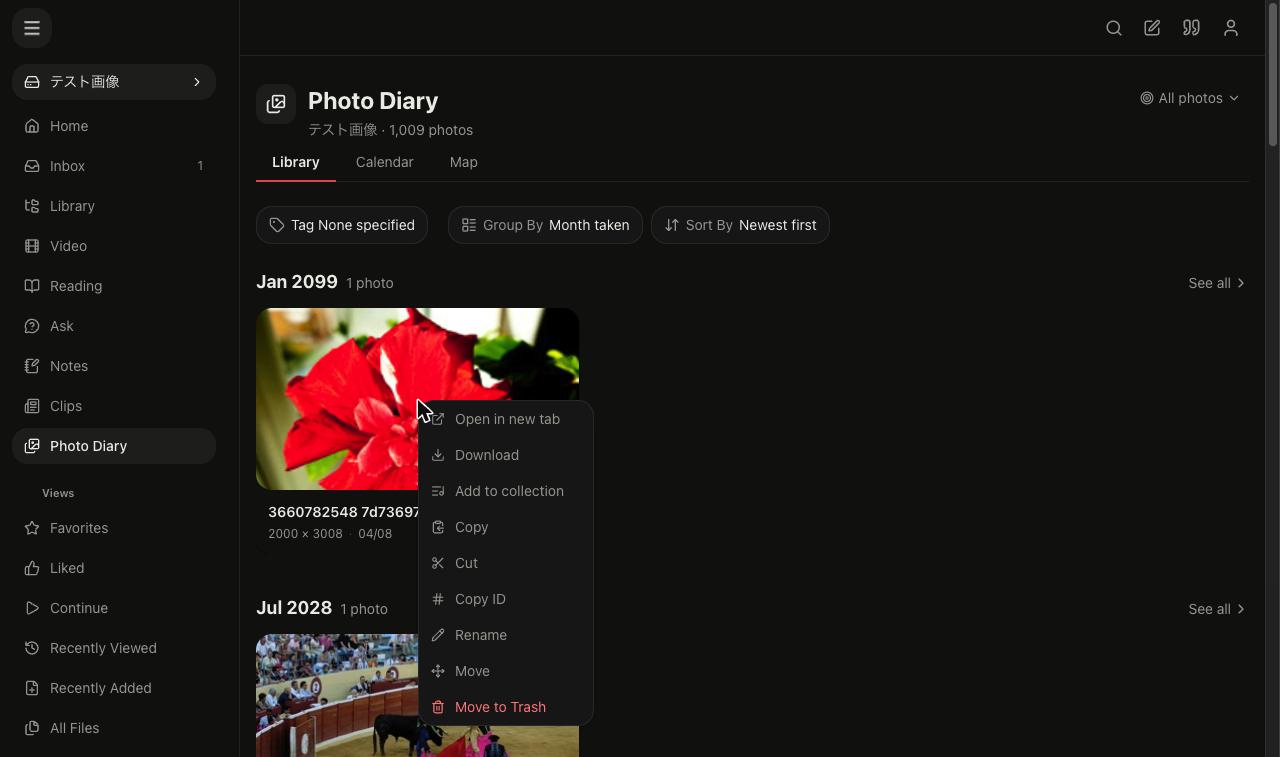 テスト画像
Home
Inbox 1
Library
Video
Reading
Ask
Notes
Clips
Photo Diary
Views
Favorites
Liked
Continue
Recently Viewed
Recently Added
All Files
Photo Diary
テスト画像 · 1,009 photos
All photos
Library Calendar Map
Tag None specified Group By Month taken Sort By Newest first
Jan 2099 1 photo See all
3660782548 7d73697
2000 × 3008 · 04/08
Open in new tab
Download
Add to collection
Copy
Cut
Copy ID
Rename
Move
Move to Trash
Jul 2028 1 photo See all